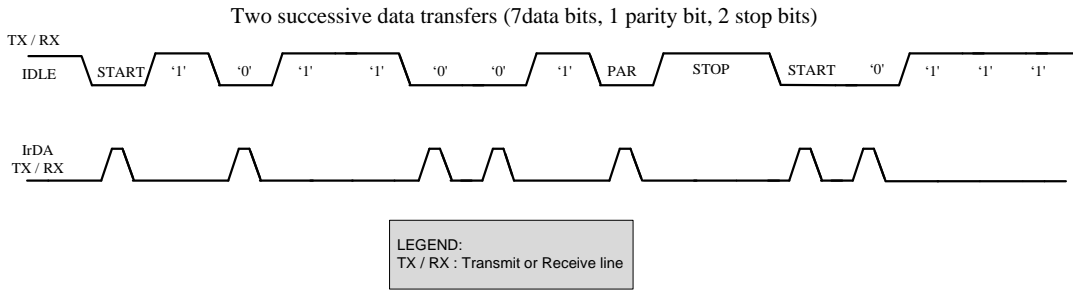 Two successive data transfers (7data bits, 1 parity bit, 2 stop bits)
TX / RX
IDLE START ‘1’ ‘0’ ‘1’ ‘1’ ‘0’ ‘0’ ‘1’ PAR STOP START ‘0’ ‘1’ ‘1’ ‘1’
IrDA
TX / RX
LEGEND:
TX / RX : Transmit or Receive line